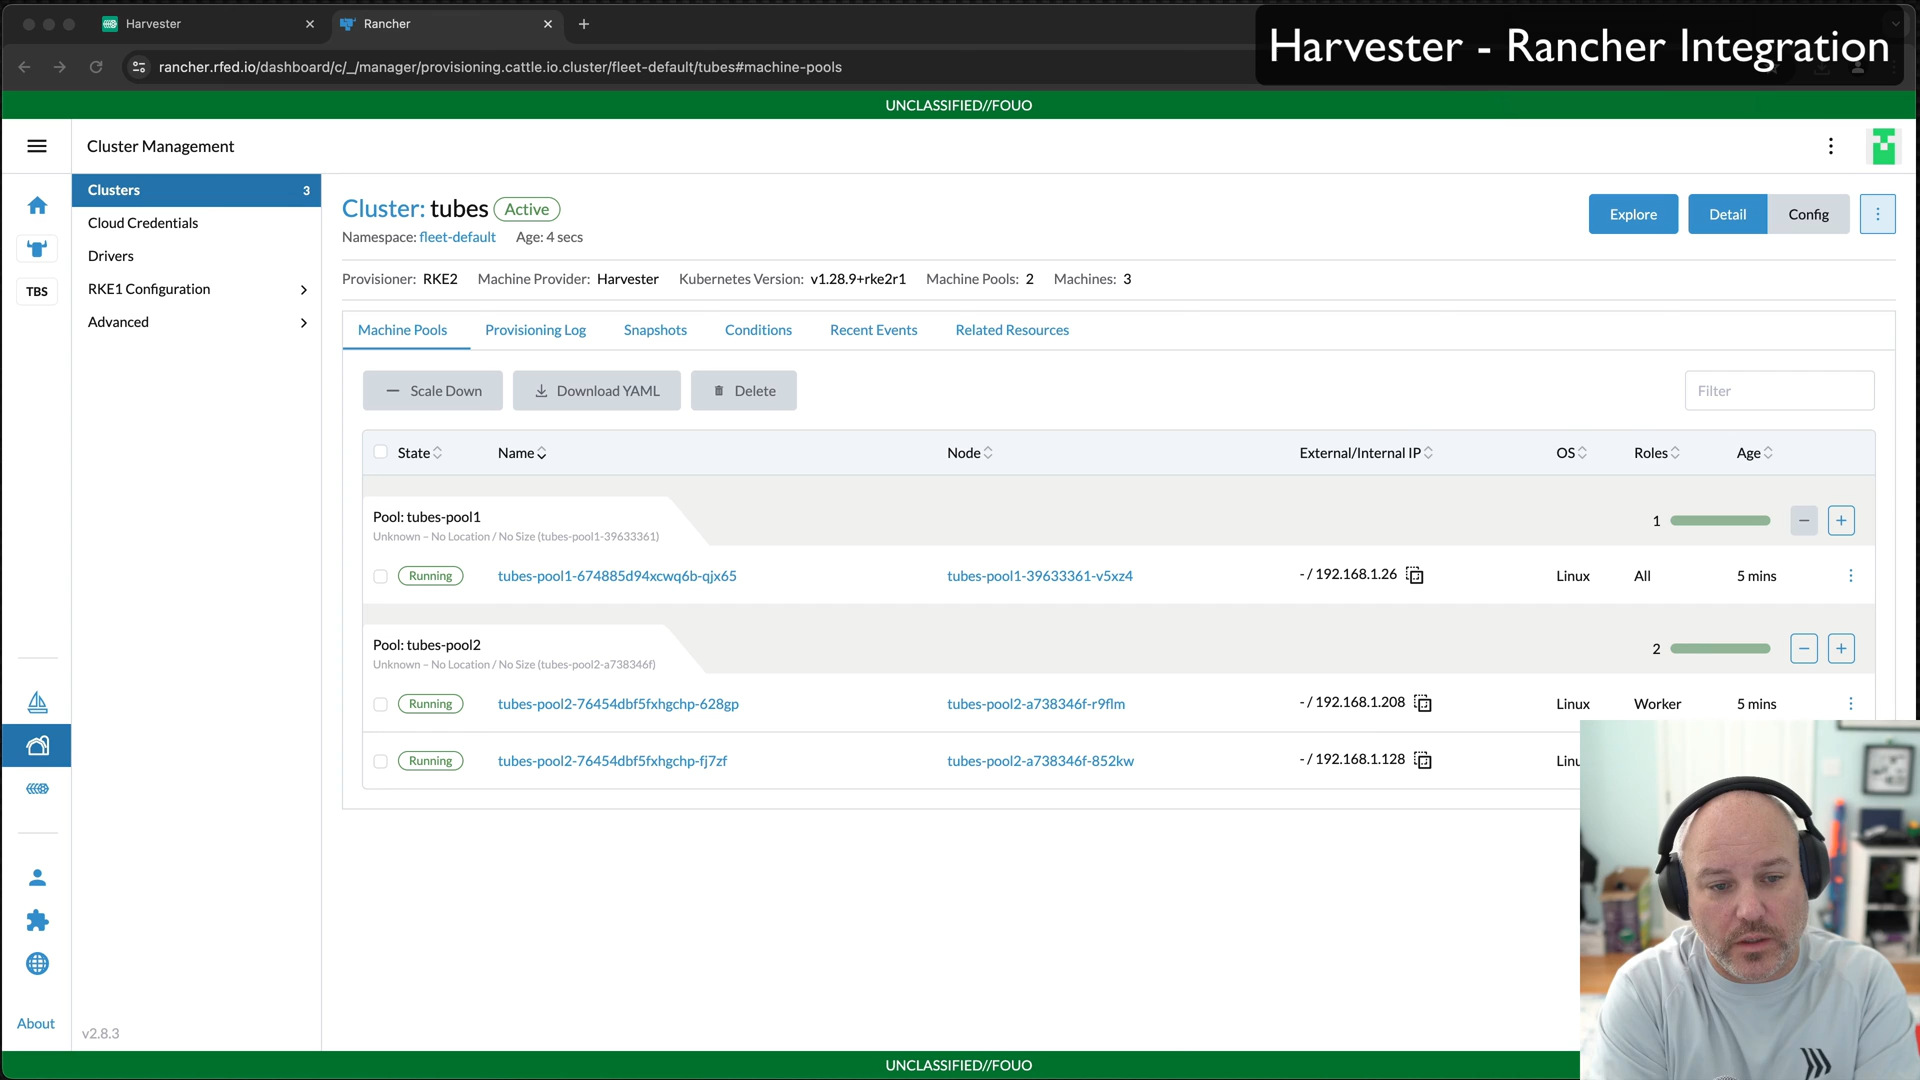 Harvester
Rancher
Harvester - Rancher Integration
rancher.rfed.io/dashboard/c/_/manager/provisioning.cattle.io.cluster/fleet-default/tubes#machine-pools
UNCLASSIFIED//FOUO
Cluster Management
Clusters 3
Cloud Credentials
Drivers
RKE1 Configuration
Advanced
TBS
About
v2.8.3
Cluster: tubes Active
Namespace: fleet-default Age: 4 secs
Explore
Detail
Config
Provisioner: RKE2 Machine Provider: Harvester Kubernetes Version: v1.28.9+rke2r1 Machine Pools: 2 Machines: 3
Machine Pools Provisioning Log Snapshots Conditions Recent Events Related Resources
Scale Down
Download YAML
Delete
Filter
State Name Node External/Internal IP OS Roles Age
Pool: tubes-pool1
Unknown – No Location / No Size (tubes-pool1-39633361)
1
Running tubes-pool1-674885d94xcwq6b-qjx65 tubes-pool1-39633361-v5xz4 - / 192.168.1.26 Linux All 5 mins
Pool: tubes-pool2
Unknown – No Location / No Size (tubes-pool2-a738346f)
2
Running tubes-pool2-76454dbf5fxhgchp-628gp tubes-pool2-a738346f-r9flm - / 192.168.1.208 Linux Worker 5 mins
Running tubes-pool2-76454dbf5fxhgchp-fj7zf tubes-pool2-a738346f-852kw - / 192.168.1.128 Linu
UNCLASSIFIED//FOUO